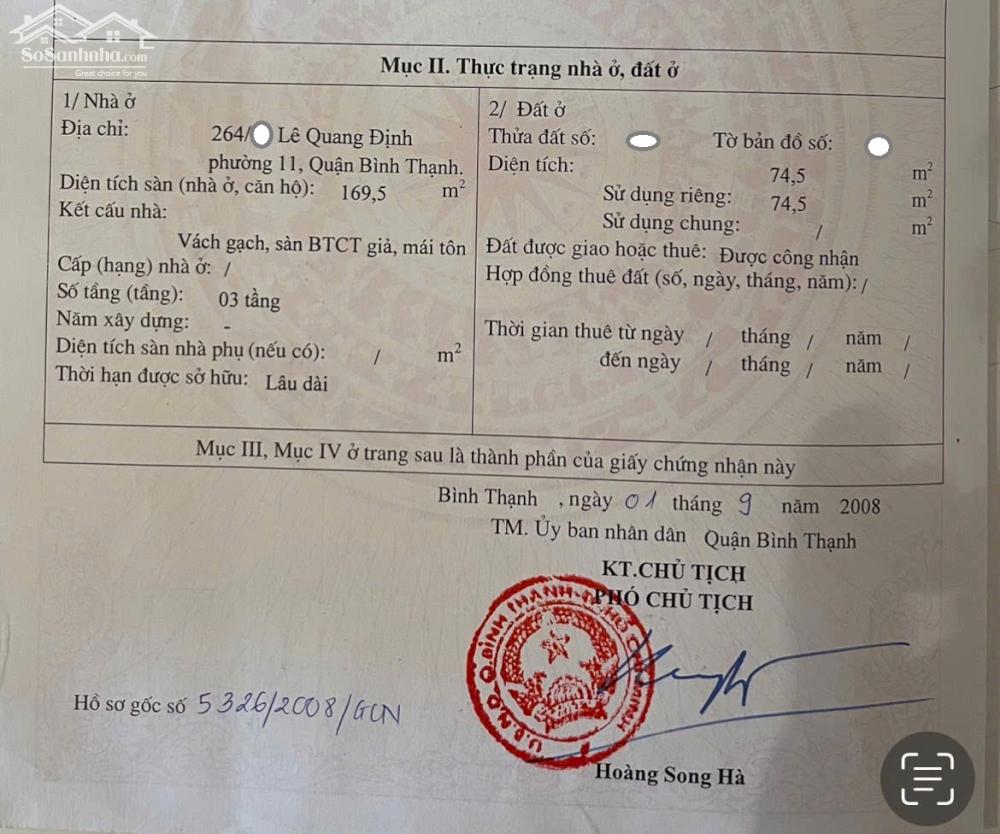 SoSanhnha.com
Great choice for you
Mục II. Thực trạng nhà ở, đất ở
1/ Nhà ở
Địa chỉ: 264/ Lê Quang Định
phường 11, Quận Bình Thạnh.
Diện tích sàn (nhà ở, căn hộ): 169,5 m²
Kết cấu nhà:
Vách gạch, sàn BTCT giả, mái tôn
Cấp (hạng) nhà ở: /
Số tầng (tầng): 03 tầng
Năm xây dựng: -
Diện tích sàn nhà phụ (nếu có): / m²
Thời hạn được sở hữu: Lâu dài
2/ Đất ở
Thửa đất số: Tờ bản đồ số:
Diện tích: 74,5 m²
Sử dụng riêng: 74,5 m²
Sử dụng chung: / m²
Đất được giao hoặc thuê: Được công nhận
Hợp đồng thuê đất (số, ngày, tháng, năm): /
Thời gian thuê từ ngày / tháng / năm /
đến ngày / tháng / năm /
Mục III, Mục IV ở trang sau là thành phần của giấy chứng nhận này
Bình Thạnh , ngày 01 tháng 9 năm 2008
TM. Ủy ban nhân dân Quận Bình Thạnh
KT.CHỦ TỊCH
PHÓ CHỦ TỊCH
U.B.N.D Q.BÌNH THẠNH-T.P HỒ CHÍ MINH
Hồ sơ gốc số 5326/2008/GCN
Hoàng Song Hà